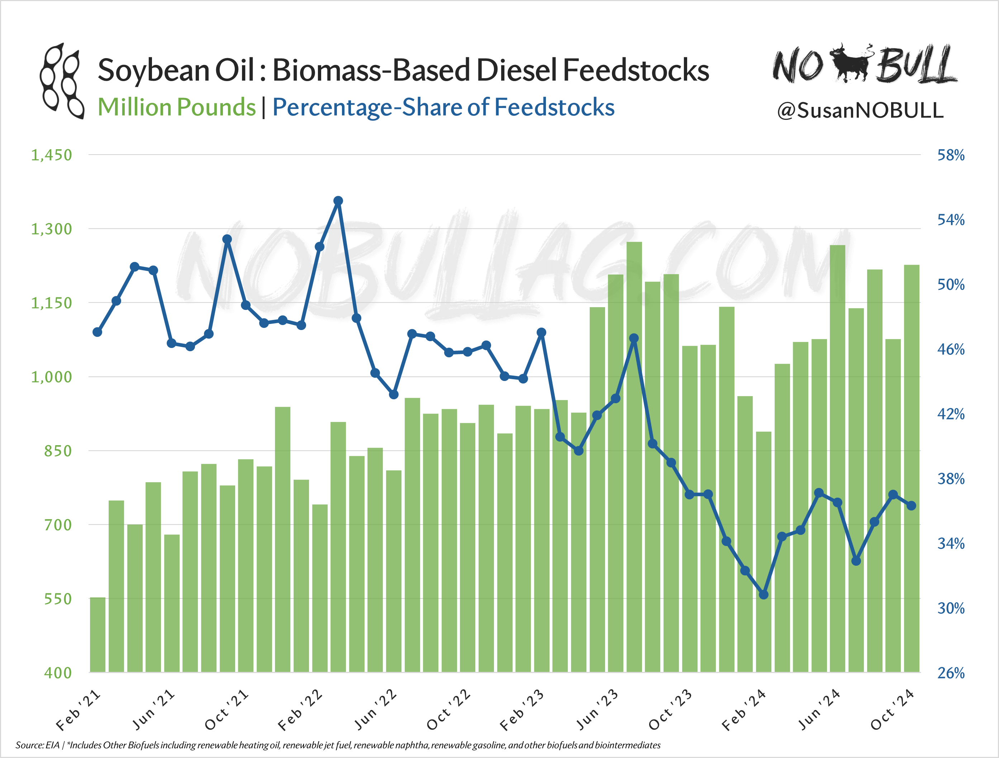 Soybean Oil : Biomass-Based Diesel Feedstocks
NO BULL
Million Pounds | Percentage-Share of Feedstocks
@SusanNOBULL
1,450
58%
1,300
54%
1,150
50%
1,000
46%
850
42%
700
38%
550
34%
400
30%
26%
NOBULLAG.COM
Feb '21
Jun '21
Oct '21
Feb '22
Jun '22
Oct '22
Feb '23
Jun '23
Oct '23
Feb '24
Jun '24
Oct '24
Source: EIA | *Includes Other Biofuels including renewable heating oil, renewable jet fuel, renewable naphtha, renewable gasoline, and other biofuels and biointermediates